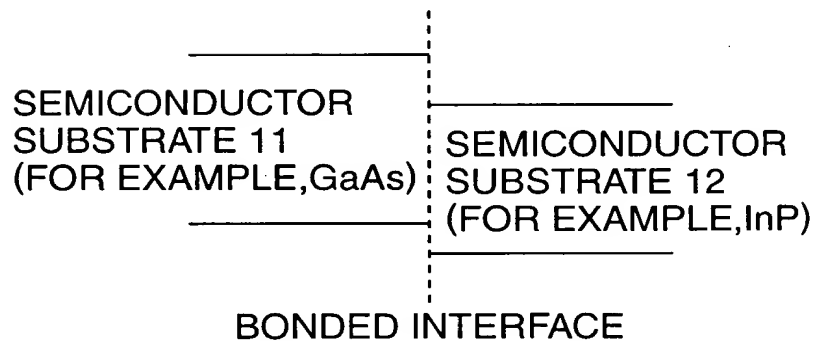 SEMICONDUCTOR
SUBSTRATE 11
(FOR EXAMPLE,GaAs)
SEMICONDUCTOR
SUBSTRATE 12
(FOR EXAMPLE,InP)
BONDED INTERFACE